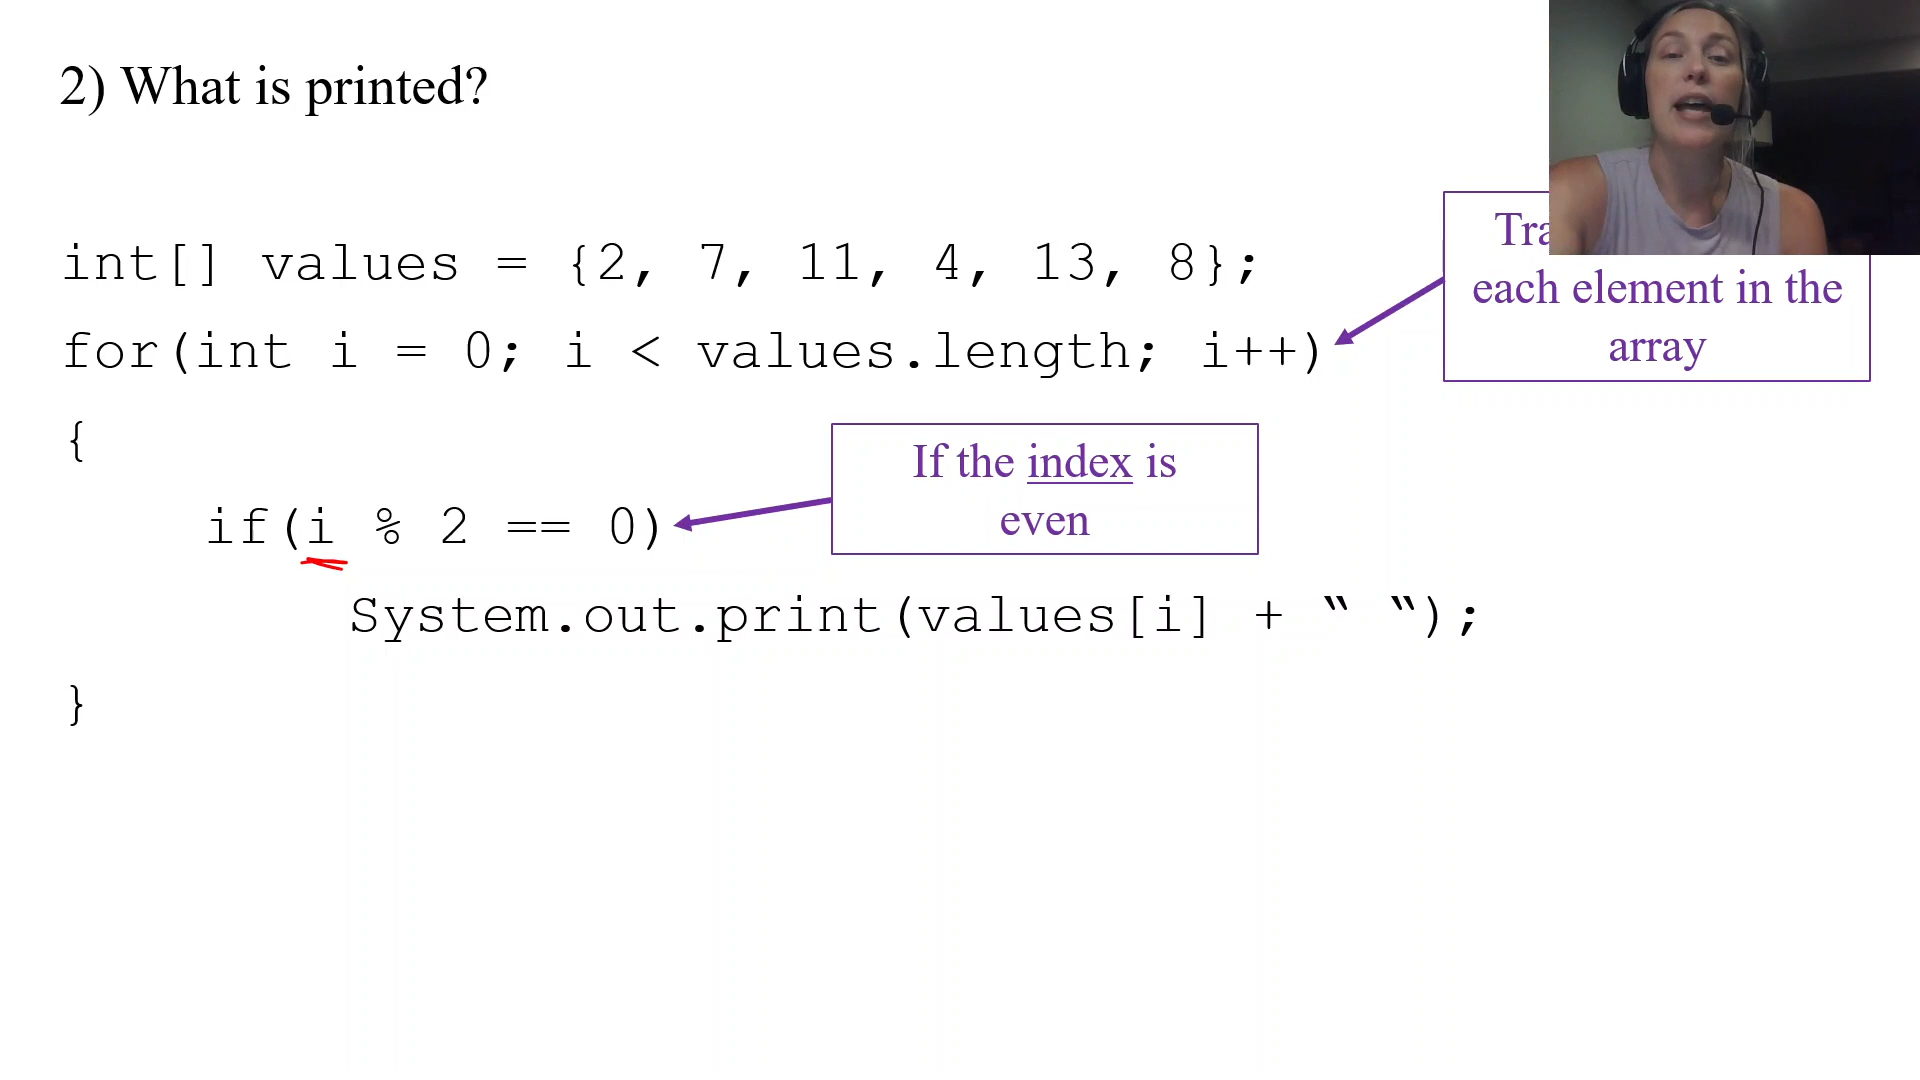 2) What is printed?
int[] values = {2, 7, 11, 4, 13, 8};
for(int i = 0; i < values.length; i++)
each element in the
array
{
If the index is
even
if(i % 2 == 0)
System.out.print(values[i] + “ “);
}